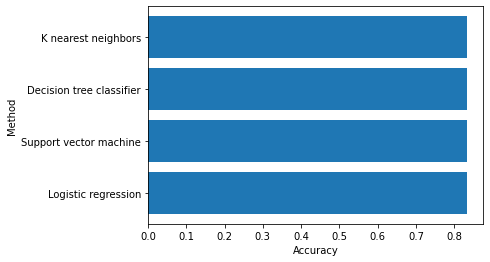 K nearest neighbors
Decision tree classifier
Support vector machine
Logistic regression
Method
0.0 0.1 0.2 0.3 0.4 0.5 0.6 0.7 0.8
Accuracy